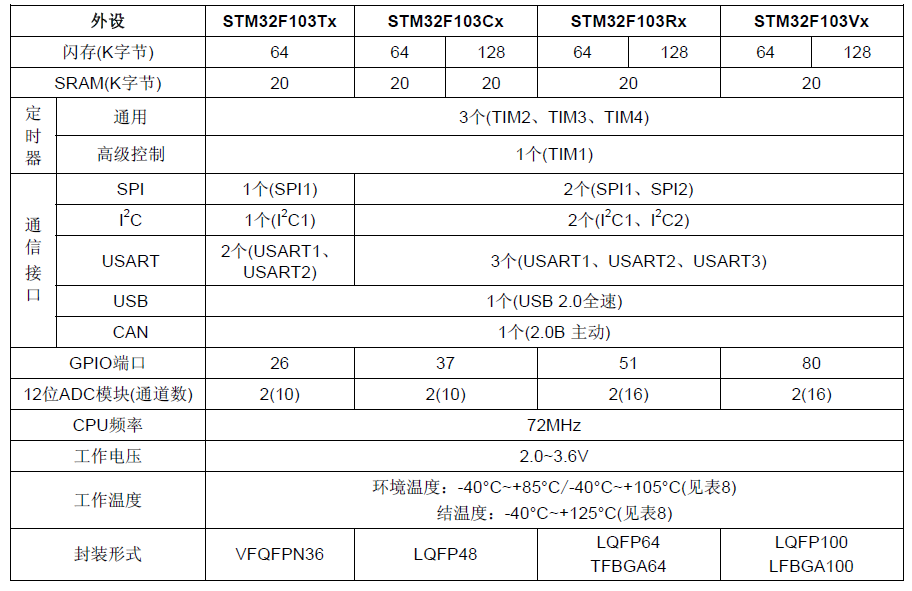 外设 STM32F103Tx STM32F103Cx STM32F103Rx STM32F103Vx
闪存(K字节) 64 64 128 64 128 64 128
SRAM(K字节) 20 20 20 20 20
定时器
通用 3个(TIM2、TIM3、TIM4)
高级控制 1个(TIM1)
通信接口
SPI 1个(SPI1) 2个(SPI1、SPI2)
I²C 1个(I²C1) 2个(I²C1、I²C2)
USART 2个(USART1、
USART2) 3个(USART1、USART2、USART3)
USB 1个(USB 2.0全速)
CAN 1个(2.0B 主动)
GPIO端口 26 37 51 80
12位ADC模块(通道数) 2(10) 2(10) 2(16) 2(16)
CPU频率 72MHz
工作电压 2.0~3.6V
工作温度 环境温度：-40°C~+85°C/-40°C~+105°C(见表8)
结温度：-40°C~+125°C(见表8)
封装形式 VFQFPN36 LQFP48 LQFP64 LQFP100
TFBGA64 LFBGA100